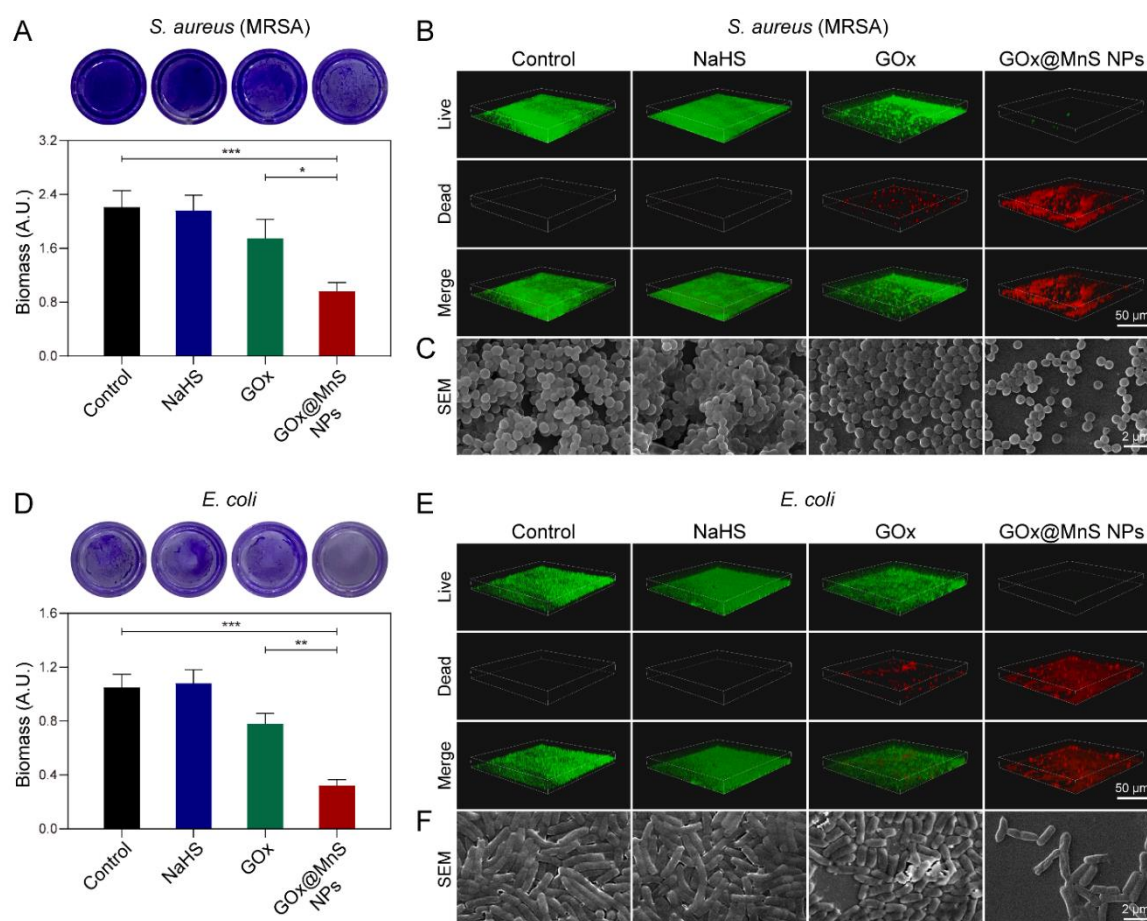 A
S. aureus (MRSA)
Biomass (A.U.)
3.2
2.4
1.6
0.8
0.0
***
*
Control
NaHS
GOx
GOx@MnS
NPs
B
S. aureus (MRSA)
Control NaHS GOx GOx@MnS NPs
Live
Dead
Merge
50 µm
C
SEM
2 µm
D
E. coli
Biomass (A.U.)
1.6
1.2
0.8
0.4
0.0
***
**
Control
NaHS
GOx
GOx@MnS
NPs
E
E. coli
Control NaHS GOx GOx@MnS NPs
Live
Dead
Merge
50 µm
F
SEM
2 µm